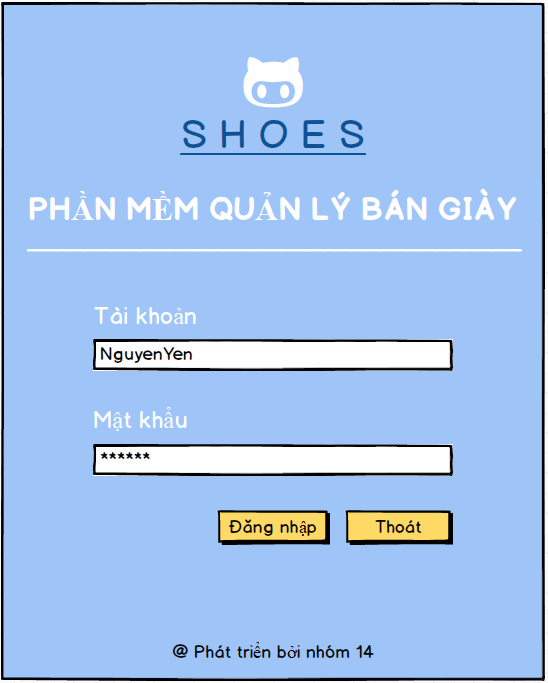 SHOES
PHẦN MỀM QUẢN LÝ BÁN GIÀY
Tài khoản
NguyenYen
Mật khẩu
******
Đăng nhập Thoát
@ Phát triển bởi nhóm 14